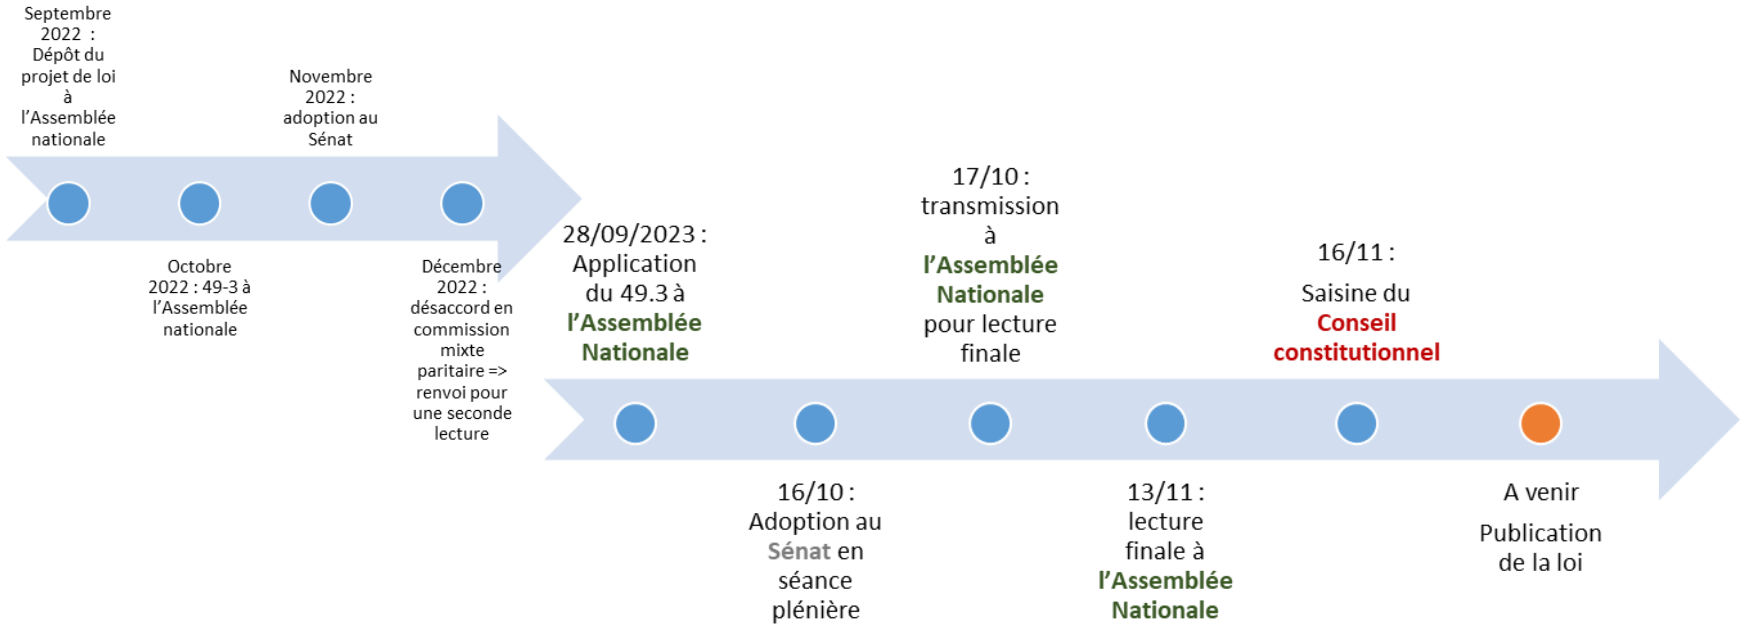 Septembre
2022 :
Dépôt du
projet de loi
à
l’Assemblée
nationale
Octobre
2022 : 49-3 à
l’Assemblée
nationale
Novembre
2022 :
adoption au
Sénat
Décembre
2022 :
désaccord en
commission
mixte
paritaire =>
renvoi pour
une seconde
lecture
28/09/2023 :
Application
du 49.3 à
l’Assemblée
Nationale
16/10 :
Adoption au
Sénat en
séance
plénière
17/10 :
transmission
à
l’Assemblée
Nationale
pour lecture
finale
13/11 :
lecture
finale à
l’Assemblée
Nationale
16/11 :
Saisine du
Conseil
constitutionnel
A venir
Publication
de la loi